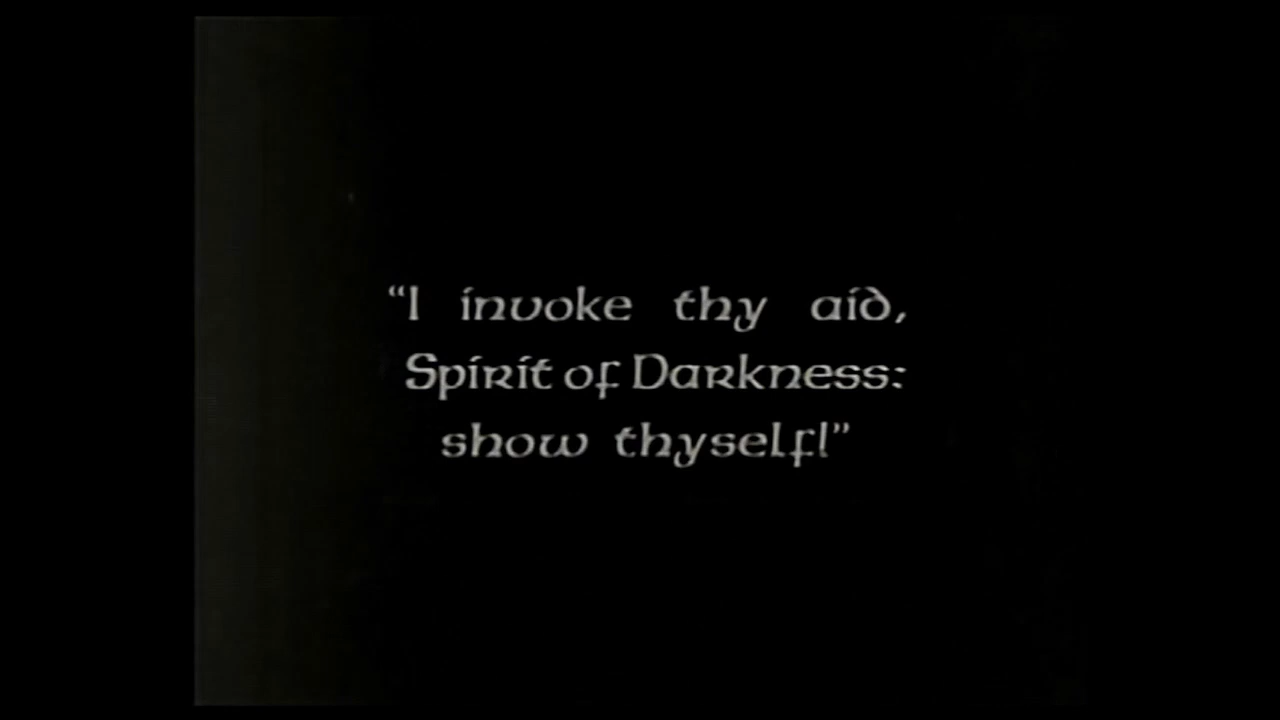 “I invoke thy aid,
Spirit of Darkness:
show thyself!”